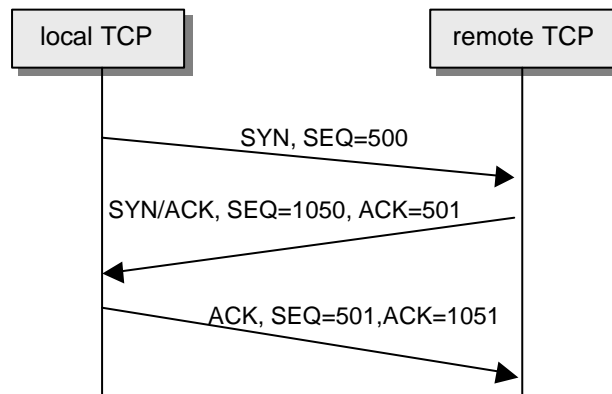 local TCP
remote TCP
SYN, SEQ=500
SYN/ACK, SEQ=1050, ACK=501
ACK, SEQ=501,ACK=1051